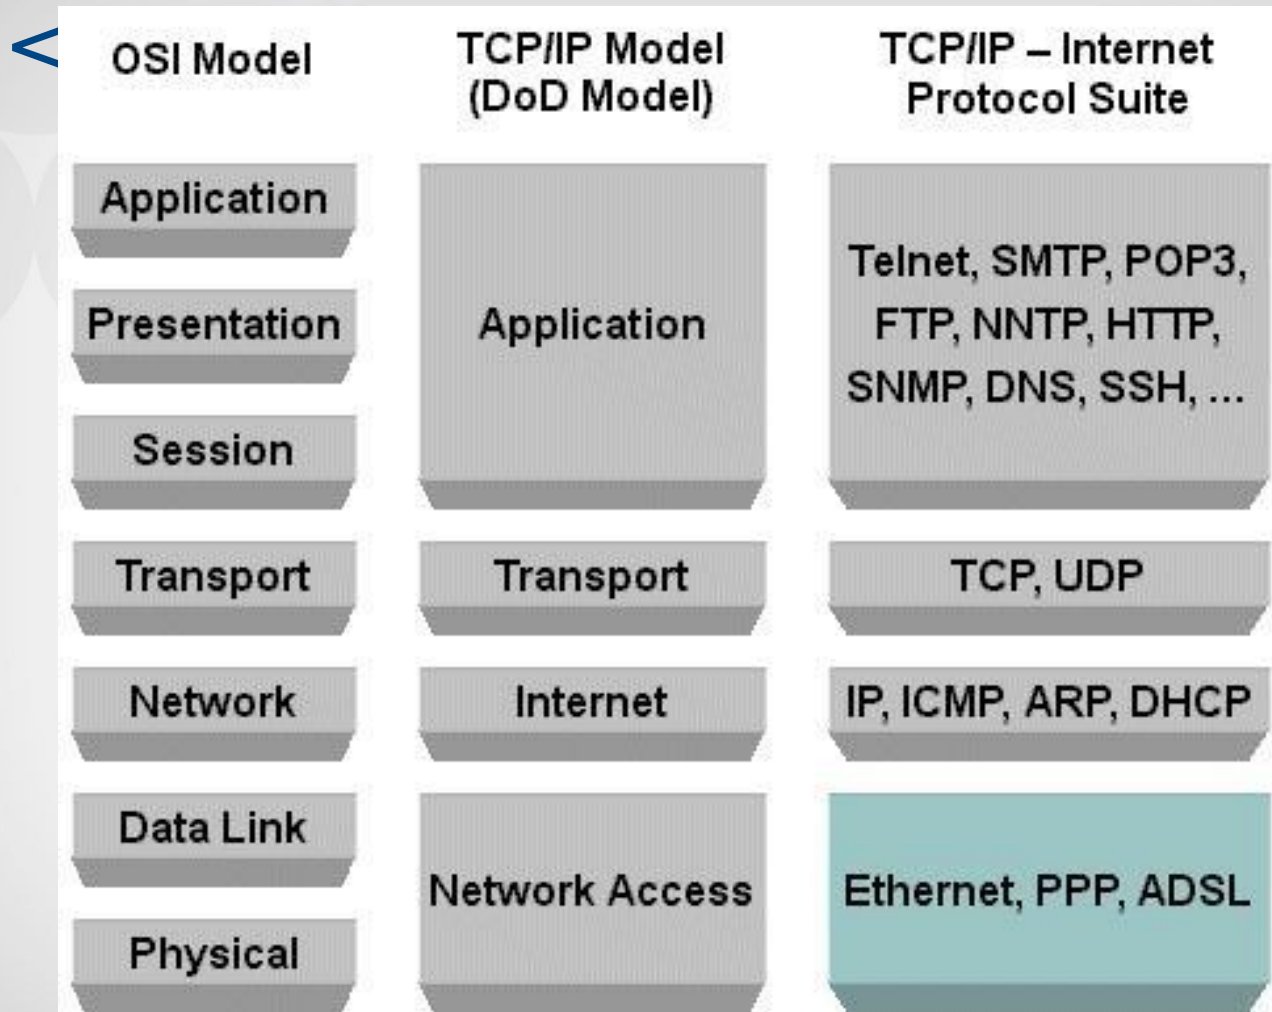 <
OSI Model
TCP/IP Model
(DoD Model)
TCP/IP – Internet
Protocol Suite
Application
Presentation
Session
Transport
Network
Data Link
Physical
Application
Transport
Internet
Network Access
Telnet, SMTP, POP3,
FTP, NNTP, HTTP,
SNMP, DNS, SSH, ...
TCP, UDP
IP, ICMP, ARP, DHCP
Ethernet, PPP, ADSL